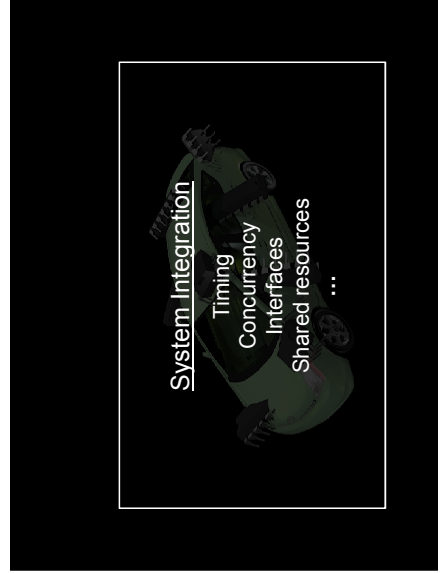 System Integration
Timing
Concurrency
Interfaces
Shared resources
...